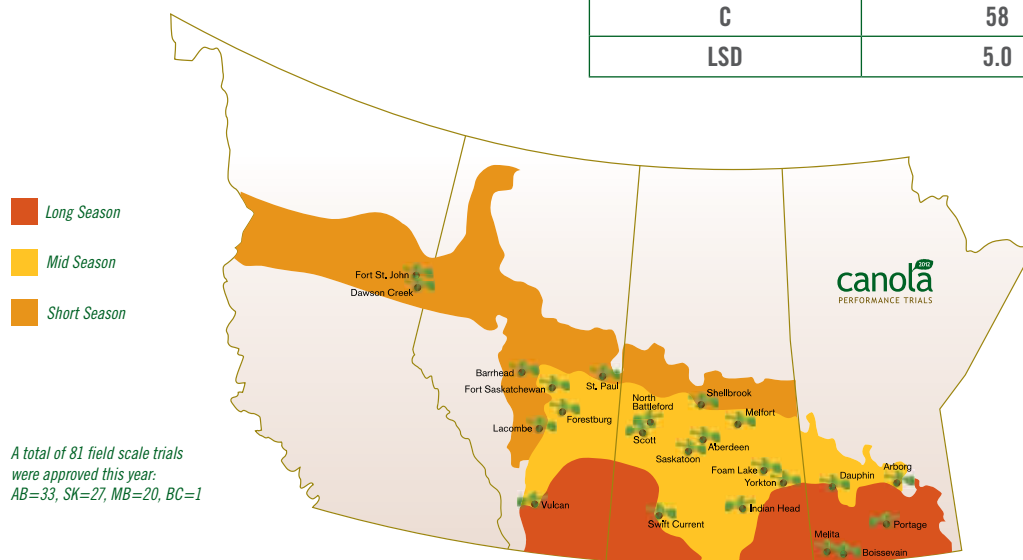 C 58
LSD 5.0
Long Season
Mid Season
Short Season
canola
2012
PERFORMANCE TRIALS
Fort St. John
Dawson Creek
Barrhead
Fort Saskatchewan
St. Paul
Forestburg
Lacombe
North
Battleford
Scott
Shellbrook
Melfort
Aberdeen
Saskatoon
Foam Lake
Yorkton
Dauphin
Arborg
Vulcan
Swift Current
Indian Head
Portage
Melita
Boissevain
A total of 81 field scale trials
were approved this year:
AB=33, SK=27, MB=20, BC=1